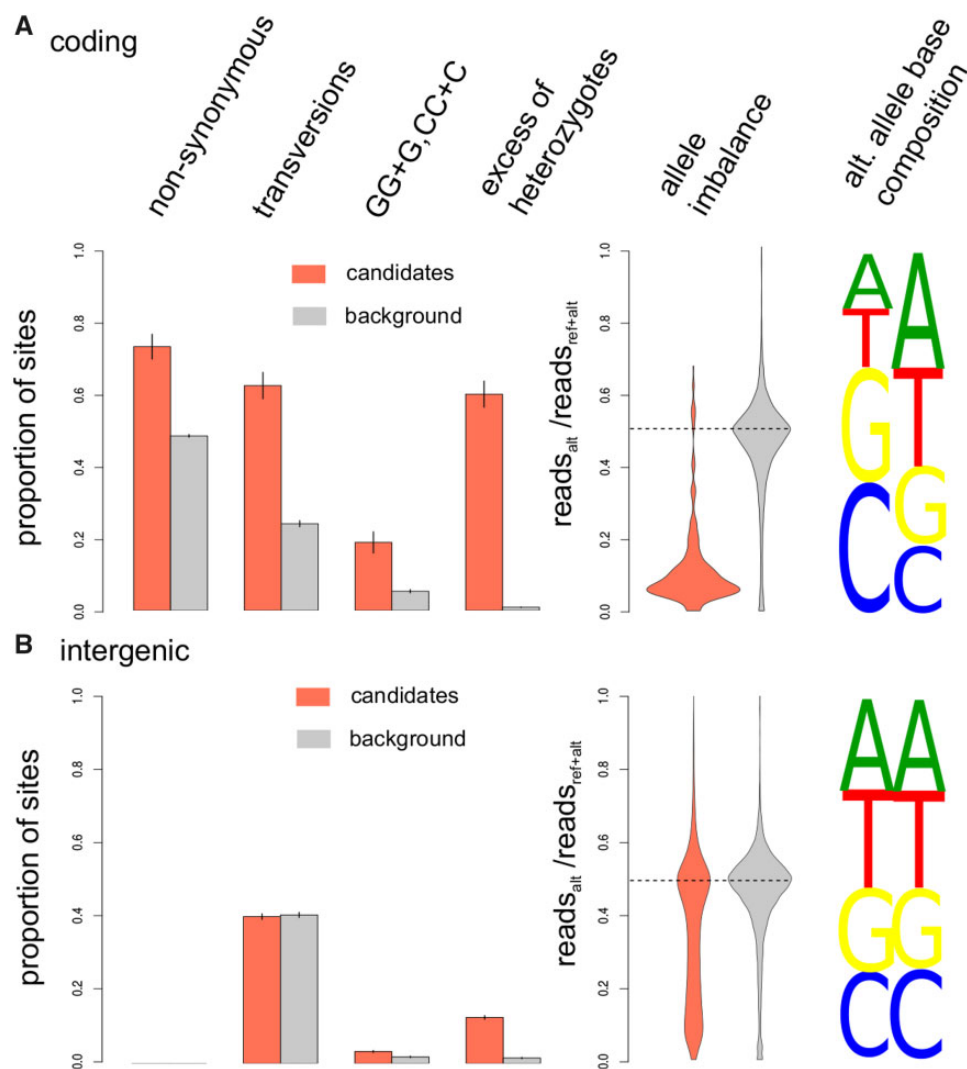 A coding
non-synonymous
transversions
GG+G,CC+C
excess of
heterozygotes
allele
imbalance
alt. allele base
composition
proportion of sites
1.0
0.8
0.6
0.4
0.2
0.0
candidates
background
reads_alt /reads_ref+alt
1.0
0.8
0.6
0.4
0.2
0.0
A A
T T
G G
C C
B intergenic
proportion of sites
1.0
0.8
0.6
0.4
0.2
0.0
candidates
background
reads_alt /reads_ref+alt
1.0
0.8
0.6
0.4
0.2
0.0
A A
T T
G G
C C